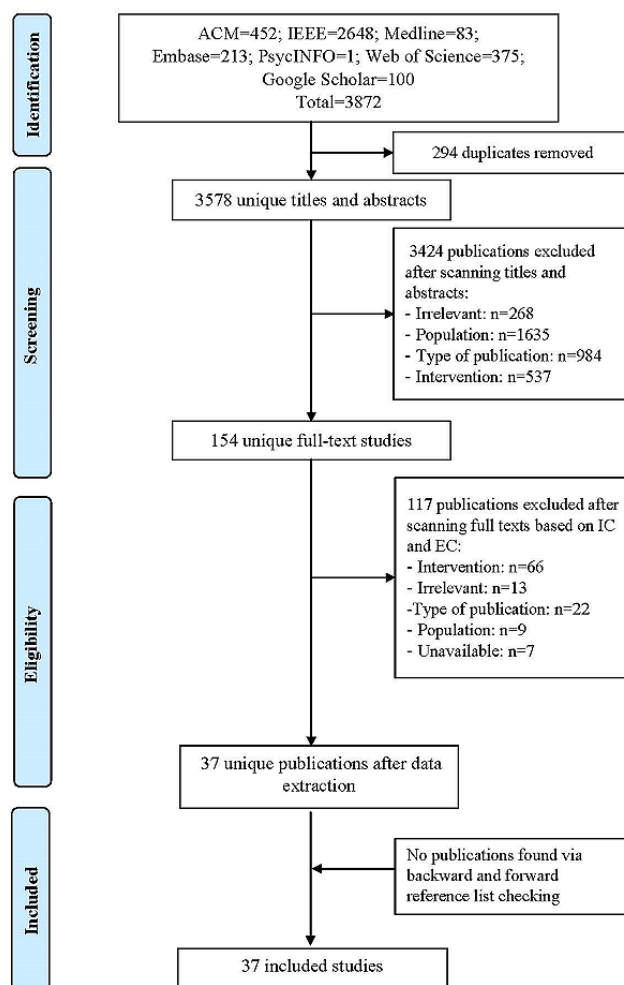 Identification
ACM=452; IEEE=2648; Medline=83;
Embase=213; PsycINFO=1; Web of Science=375;
Google Scholar=100
Total=3872
294 duplicates removed
Screening
3578 unique titles and abstracts
3424 publications excluded
after scanning titles and
abstracts:
- Irrelevant: n=268
- Population: n=1635
- Type of publication: n=984
- Intervention: n=537
154 unique full-text studies
Eligibility
117 publications excluded after
scanning full texts based on IC
and EC:
- Intervention: n=66
- Irrelevant: n=13
-Type of publication: n=22
- Population: n=9
- Unavailable: n=7
37 unique publications after data
extraction
Included
No publications found via
backward and forward
reference list checking
37 included studies